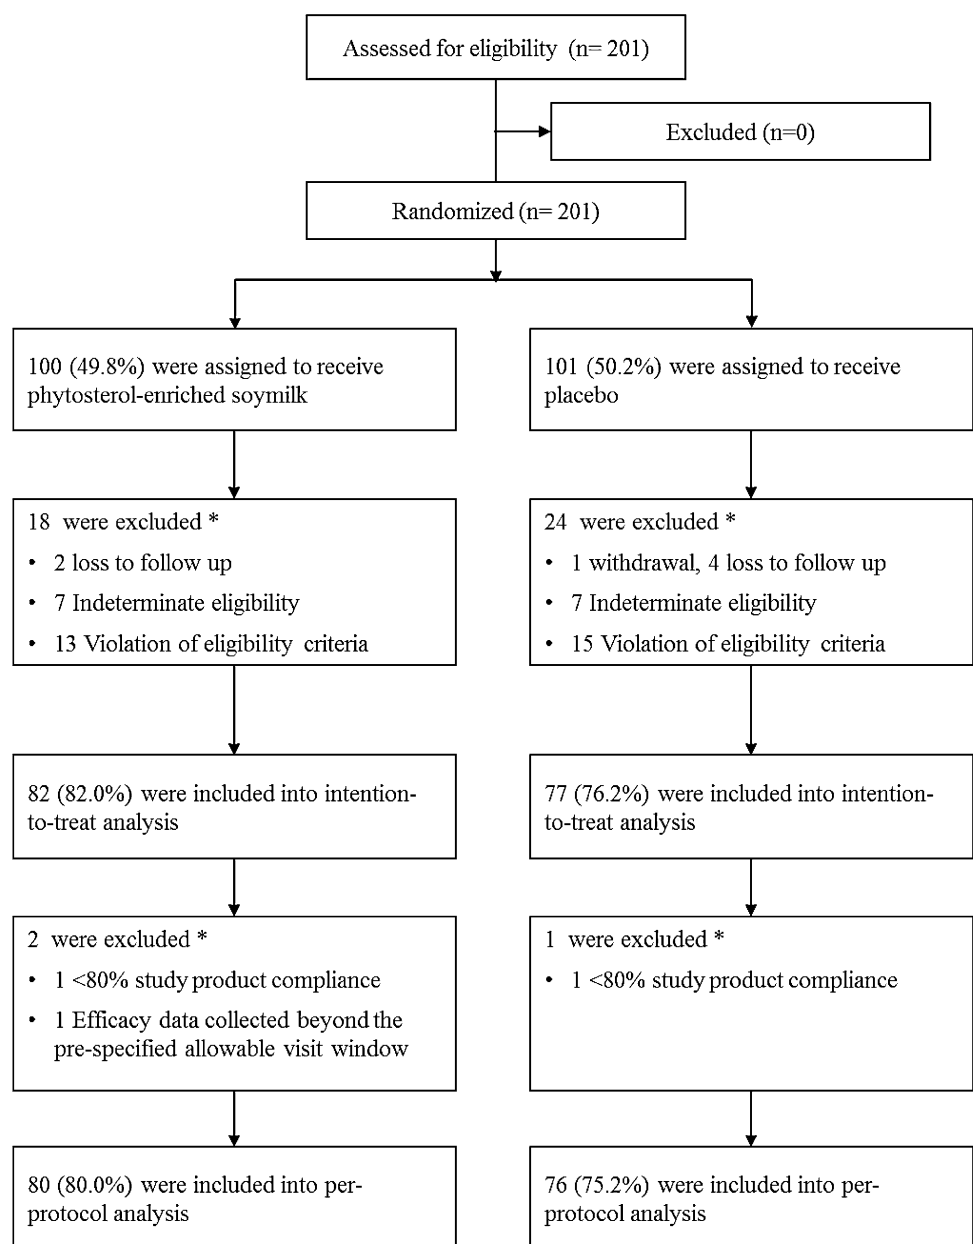 Assessed for eligibility (n= 201)
Excluded (n=0)
Randomized (n= 201)
100 (49.8%) were assigned to receive
phytosterol-enriched soymilk
101 (50.2%) were assigned to receive
placebo
18 were excluded *
• 2 loss to follow up
• 7 Indeterminate eligibility
• 13 Violation of eligibility criteria
24 were excluded *
• 1 withdrawal, 4 loss to follow up
• 7 Indeterminate eligibility
• 15 Violation of eligibility criteria
82 (82.0%) were included into intention-
to-treat analysis
77 (76.2%) were included into intention-
to-treat analysis
2 were excluded *
• 1 <80% study product compliance
• 1 Efficacy data collected beyond the
pre-specified allowable visit window
1 were excluded *
• 1 <80% study product compliance
80 (80.0%) were included into per-
protocol analysis
76 (75.2%) were included into per-
protocol analysis